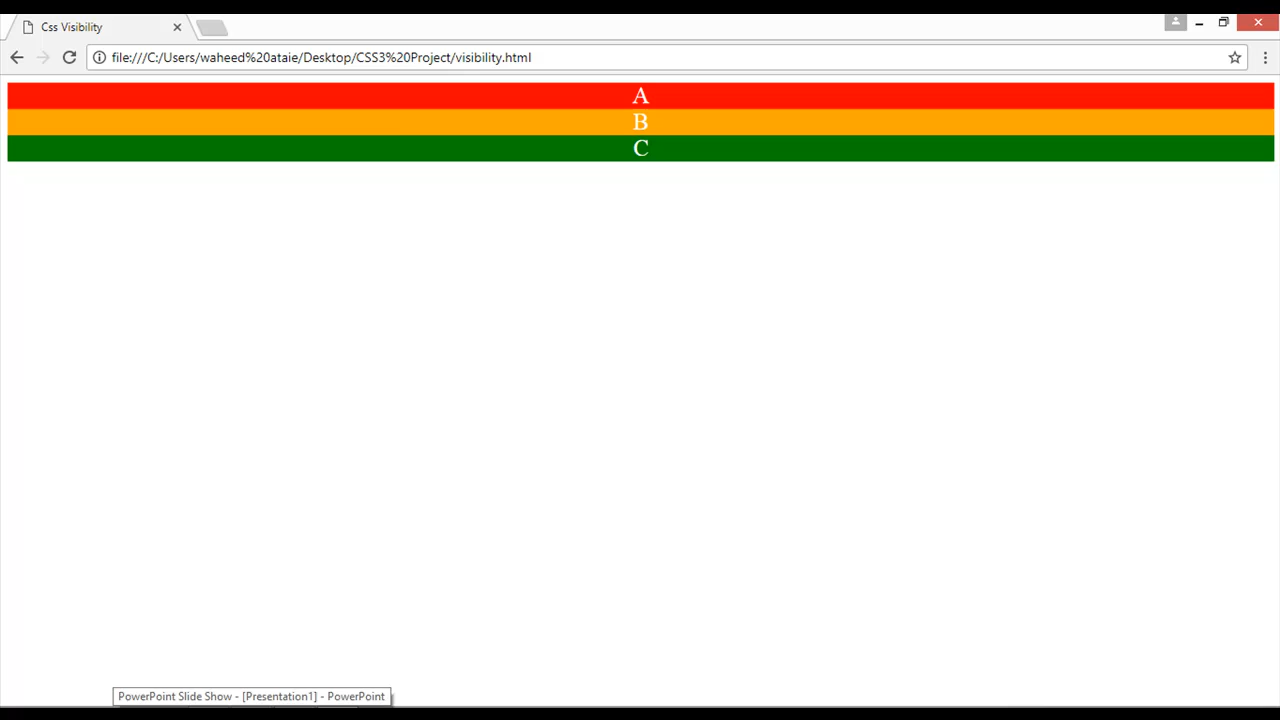 Css Visibility
file:///C:/Users/waheed%20ataie/Desktop/CSS3%20Project/visibility.html
A
B
C
PowerPoint Slide Show - [Presentation1] - PowerPoint